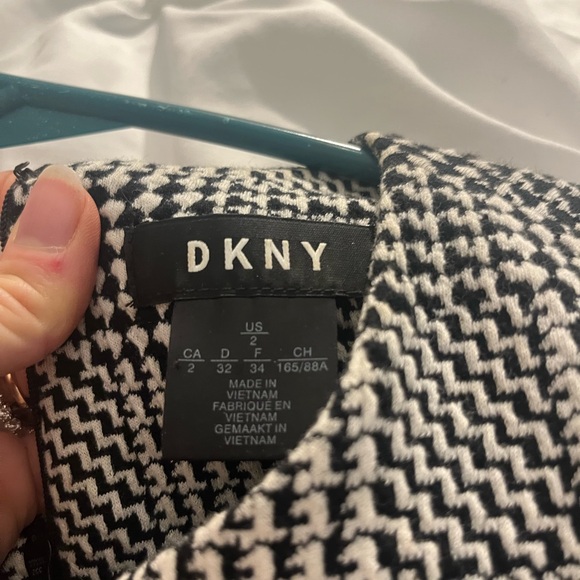 DKNY
US
2
CA D F CH
2 32 34 165/88A
MADE IN
VIETNAM
FABRIQUÉ EN
VIETNAM
GEMAAKT IN
VIETNAM